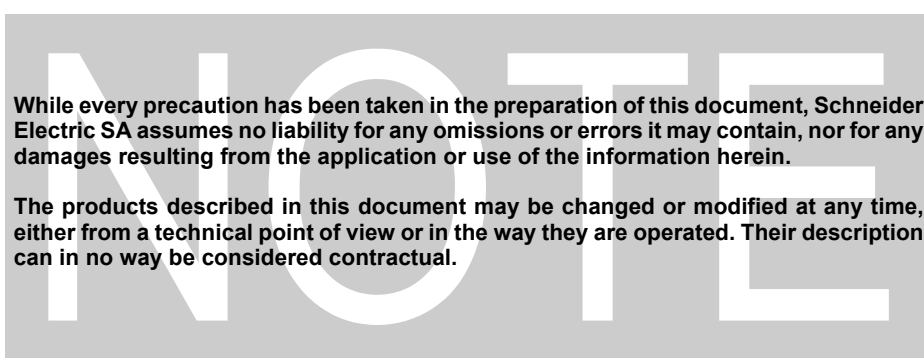 NOTE
While every precaution has been taken in the preparation of this document, Schneider
Electric SA assumes no liability for any omissions or errors it may contain, nor for any
damages resulting from the application or use of the information herein.
The products described in this document may be changed or modified at any time,
either from a technical point of view or in the way they are operated. Their description
can in no way be considered contractual.